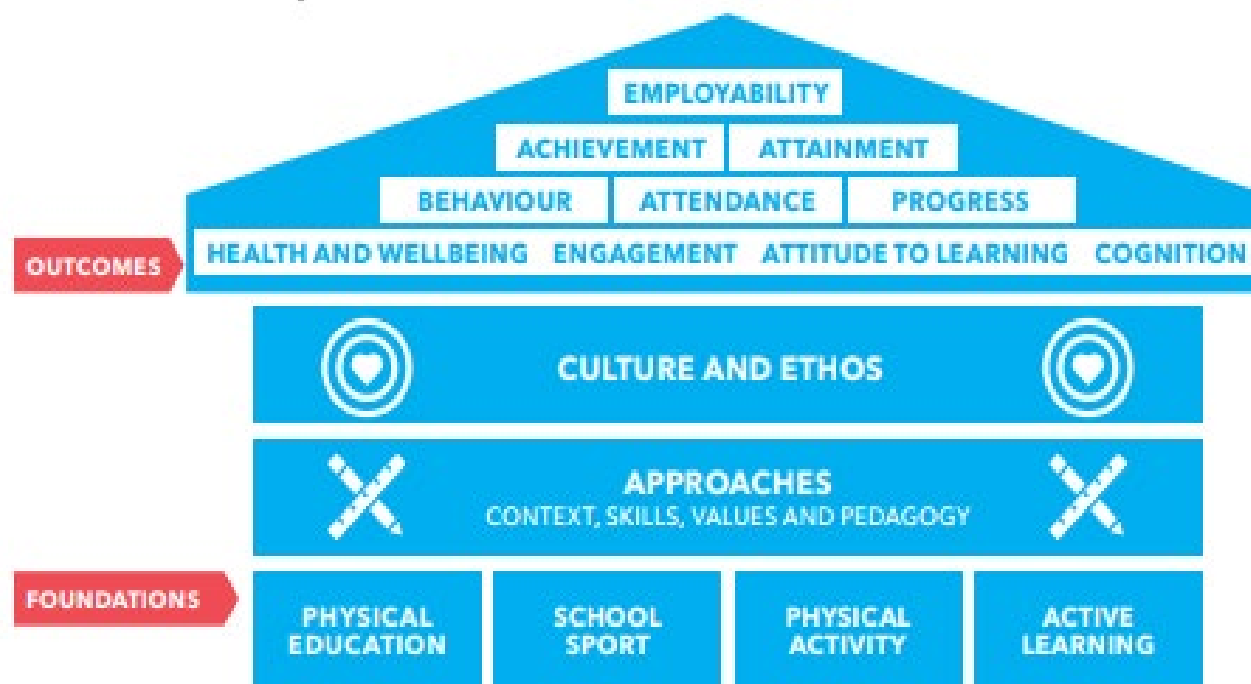 EMPLOYABILITY
ACHIEVEMENT ATTAINMENT
BEHAVIOUR ATTENDANCE PROGRESS
OUTCOMES
HEALTH AND WELLBEING ENGAGEMENT ATTITUDE TO LEARNING COGNITION
CULTURE AND ETHOS
APPROACHES
CONTEXT, SKILLS, VALUES AND PEDAGOGY
FOUNDATIONS
PHYSICAL EDUCATION
SCHOOL SPORT
PHYSICAL ACTIVITY
ACTIVE LEARNING